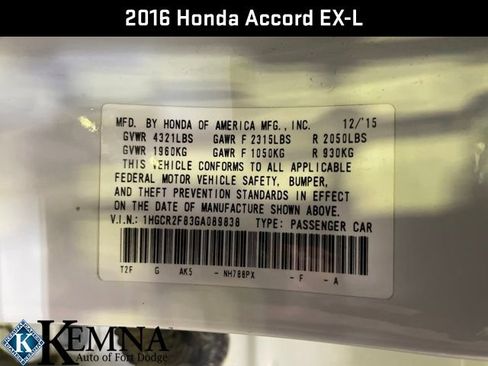 2016 Honda Accord EX-L
MFD. BY HONDA OF AMERICA MFG., INC. 12/'15
GVWR 4321LBS GAWR F 2315LBS R 2050LBS
GVWR 1960KG GAWR F 1050KG R 930KG
THIS VEHICLE CONFORMS TO ALL APPLICABLE
FEDERAL MOTOR VEHICLE SAFETY, BUMPER,
AND THEFT PREVENTION STANDARDS IN EFFECT
ON THE DATE OF MANUFACTURE SHOWN ABOVE.
V.I.N.: 1HGCR2F83GA089838 TYPE: PASSENGER CAR
T2F G AK5 - NH788PX - F - A
K KEMNA
Auto of Fort Dodge